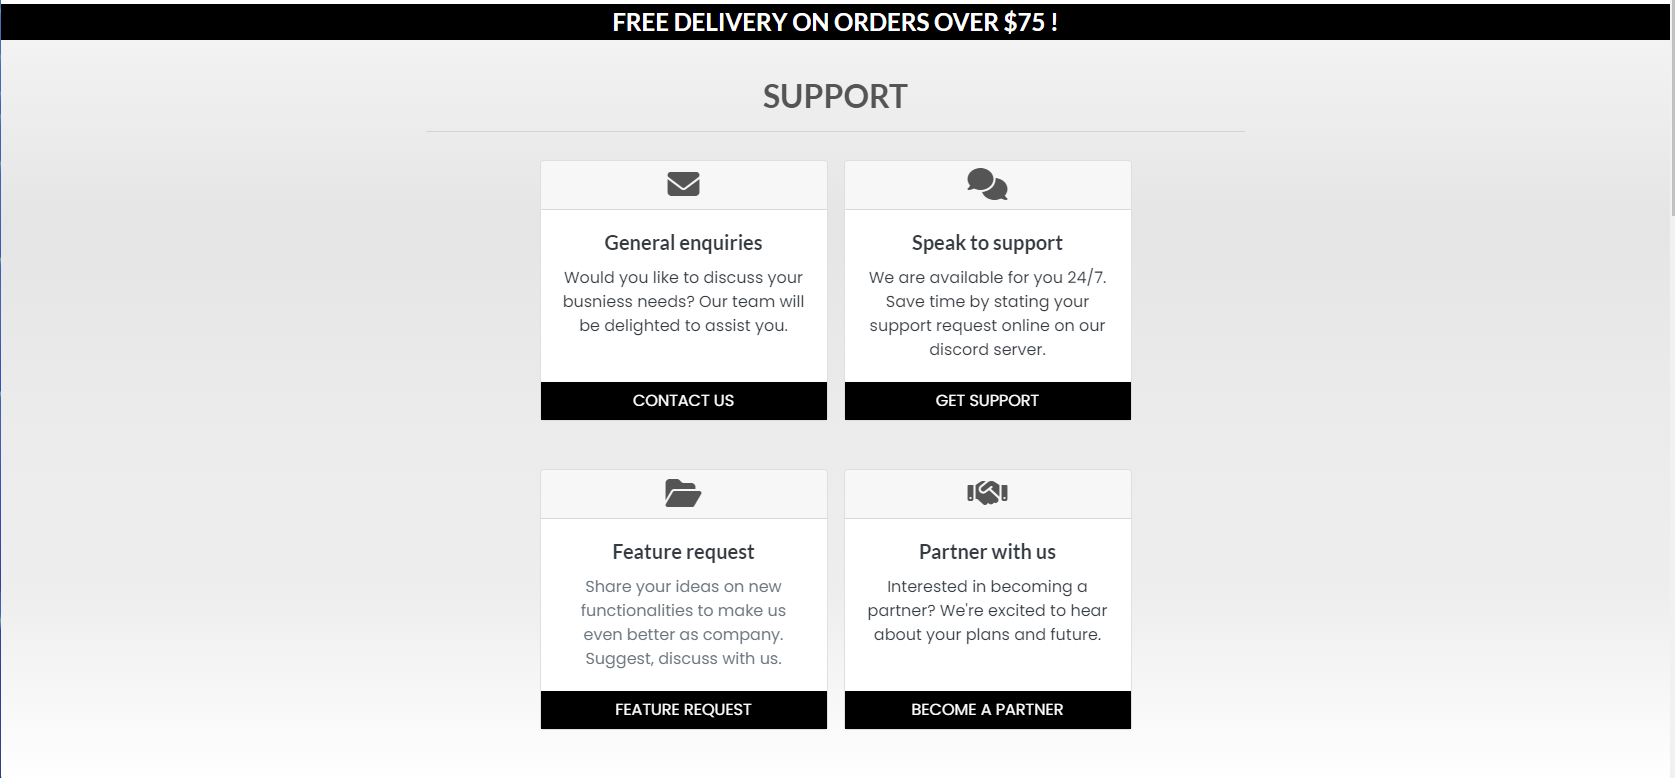 FREE DELIVERY ON ORDERS OVER $75 !
SUPPORT
General enquiries
Would you like to discuss your
busniess needs? Our team will
be delighted to assist you.
CONTACT US
Speak to support
We are available for you 24/7.
Save time by stating your
support request online on our
discord server.
GET SUPPORT
Feature request
Share your ideas on new
functionalities to make us
even better as company.
Suggest, discuss with us.
FEATURE REQUEST
Partner with us
Interested in becoming a
partner? We're excited to hear
about your plans and future.
BECOME A PARTNER